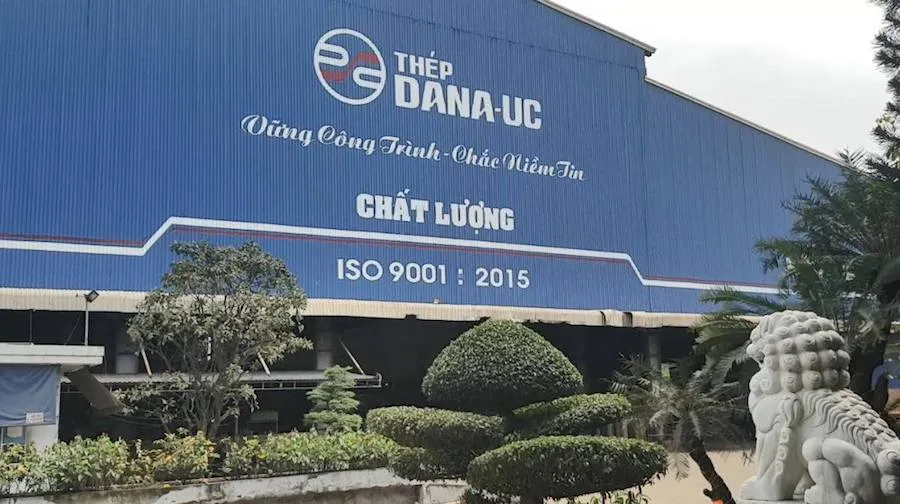 THÉP
DANA-UC
Vững Công Trình - Chắc Niềm Tin
CHẤT LƯỢNG
ISO 9001 : 2015